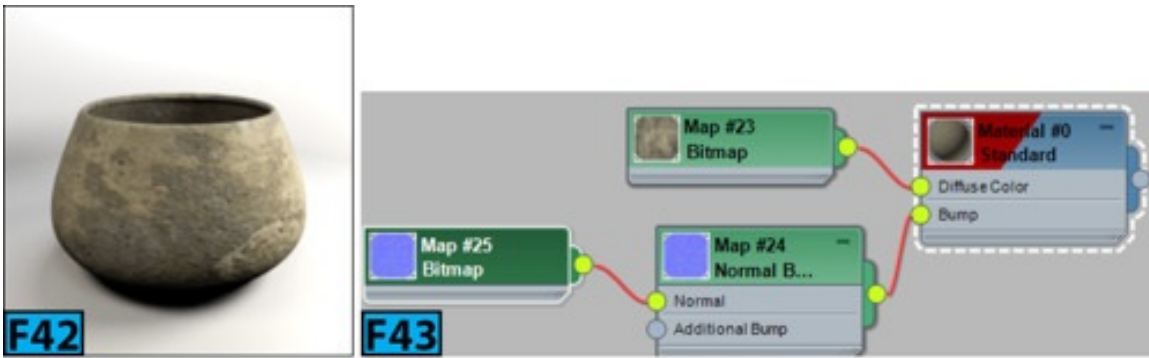 F42
F43
Map #23
Bitmap
Material #0
Standard
Diffuse Color
Bump
Map #25
Bitmap
Map #24
Normal B...
Normal
Additional Bump